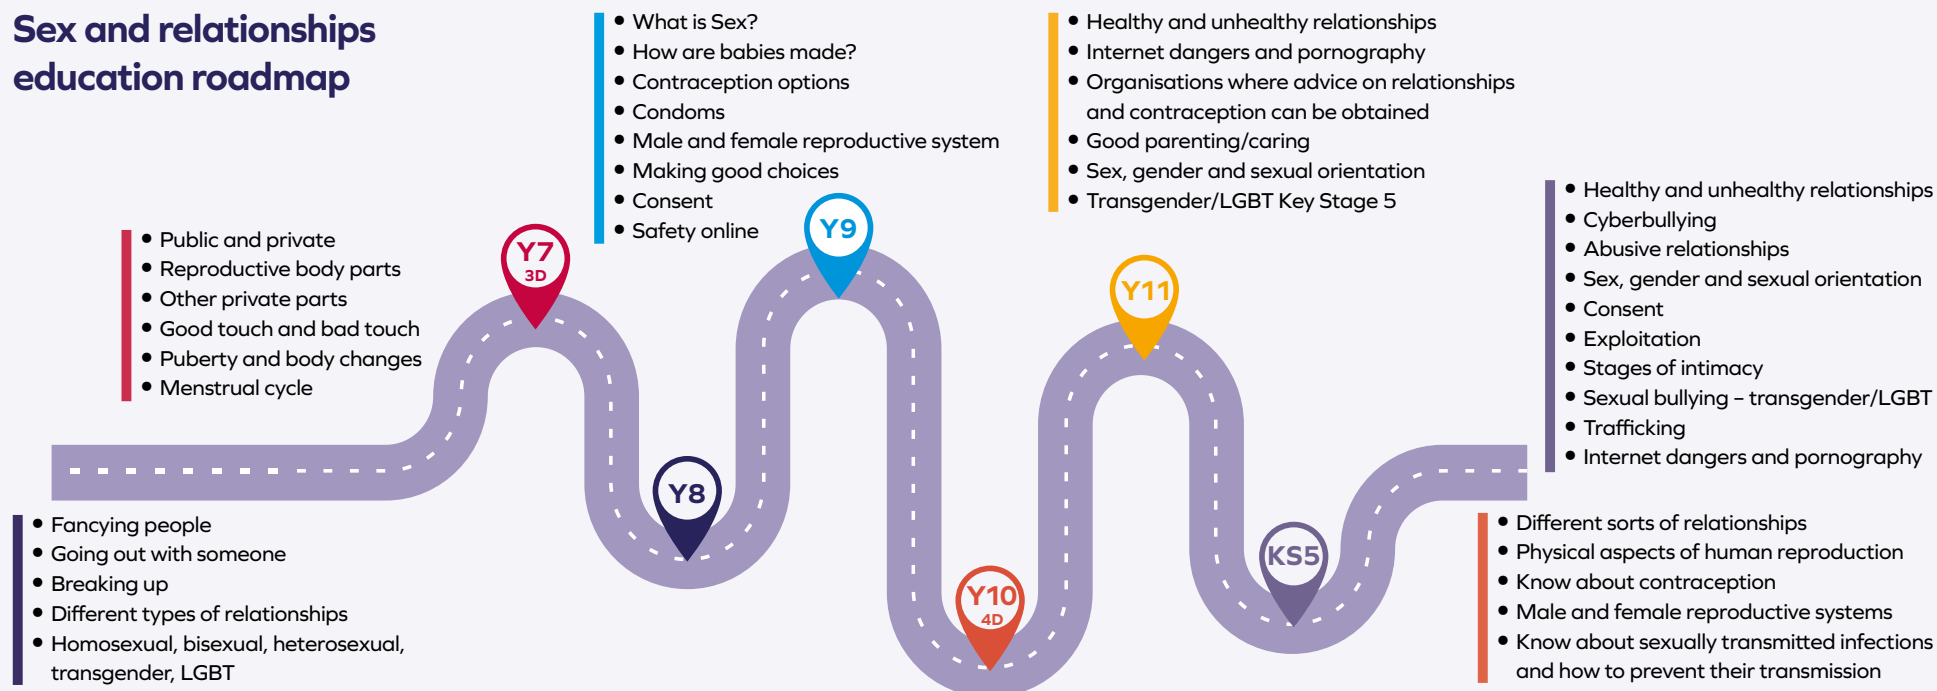 Sex and relationships
education roadmap
• What is Sex?
• How are babies made?
• Contraception options
• Condoms
• Male and female reproductive system
• Making good choices
• Consent
• Safety online
• Healthy and unhealthy relationships
• Internet dangers and pornography
• Organisations where advice on relationships
and contraception can be obtained
• Good parenting/caring
• Sex, gender and sexual orientation
• Transgender/LGBT Key Stage 5
• Healthy and unhealthy relationships
• Cyberbullying
• Abusive relationships
• Sex, gender and sexual orientation
• Consent
• Exploitation
• Stages of intimacy
• Sexual bullying – transgender/LGBT
• Trafficking
• Internet dangers and pornography
• Public and private
• Reproductive body parts
• Other private parts
• Good touch and bad touch
• Puberty and body changes
• Menstrual cycle
Y7
3D
Y8
Y9
Y10
4D
Y11
KS5
• Fancying people
• Going out with someone
• Breaking up
• Different types of relationships
• Homosexual, bisexual, heterosexual,
transgender, LGBT
• Different sorts of relationships
• Physical aspects of human reproduction
• Know about contraception
• Male and female reproductive systems
• Know about sexually transmitted infections
and how to prevent their transmission